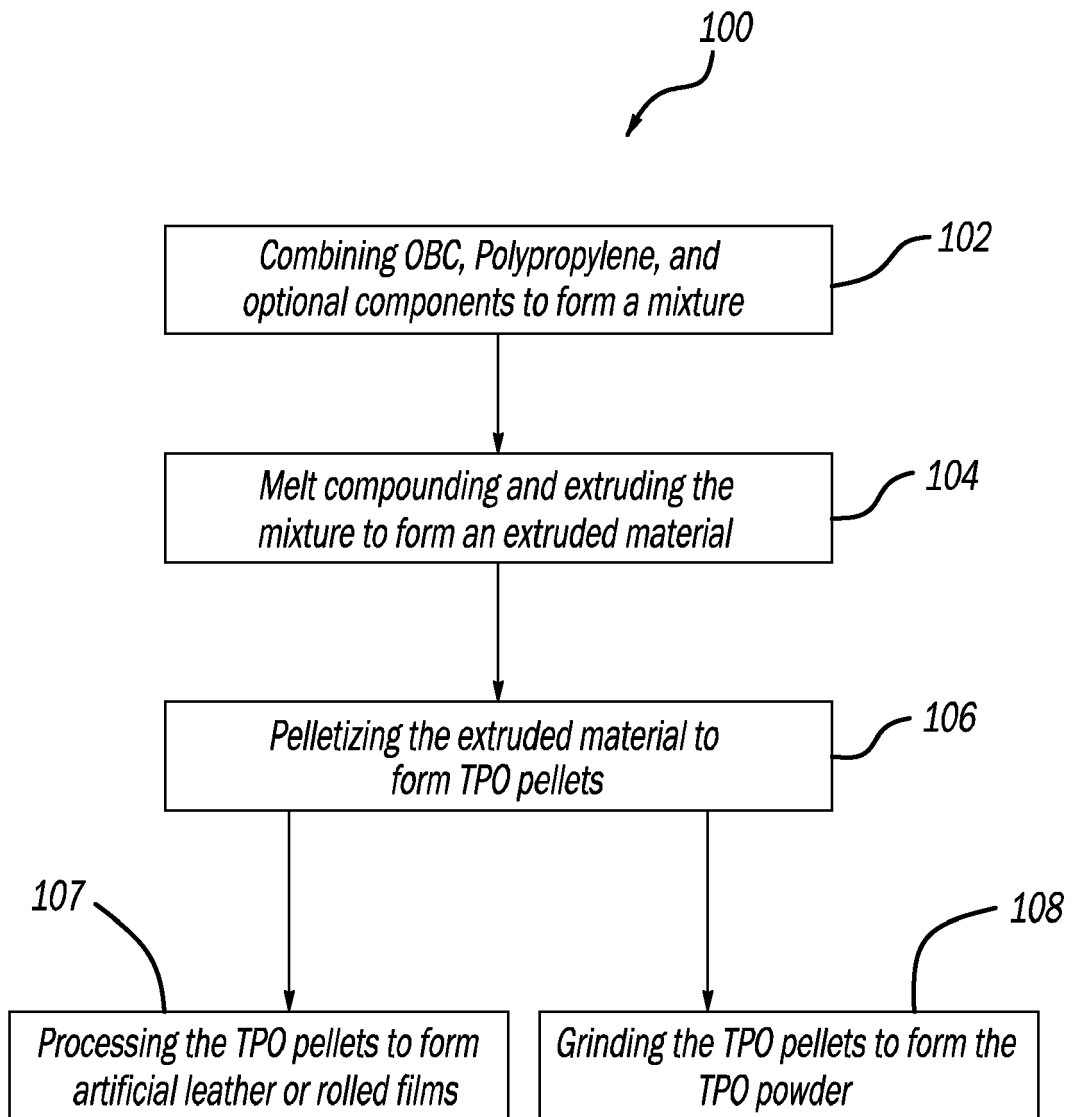 100
Combining OBC, Polypropylene, and
optional components to form a mixture
102
Melt compounding and extruding the
mixture to form an extruded material
104
Pelletizing the extruded material to
form TPO pellets
106
107
108
Processing the TPO pellets to form
artificial leather or rolled films
Grinding the TPO pellets to form the
TPO powder